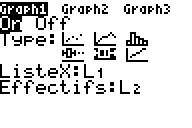 Graph1 Graph2 Graph3
On Off
Type:
ListeX:L₁
Effectifs:L₂